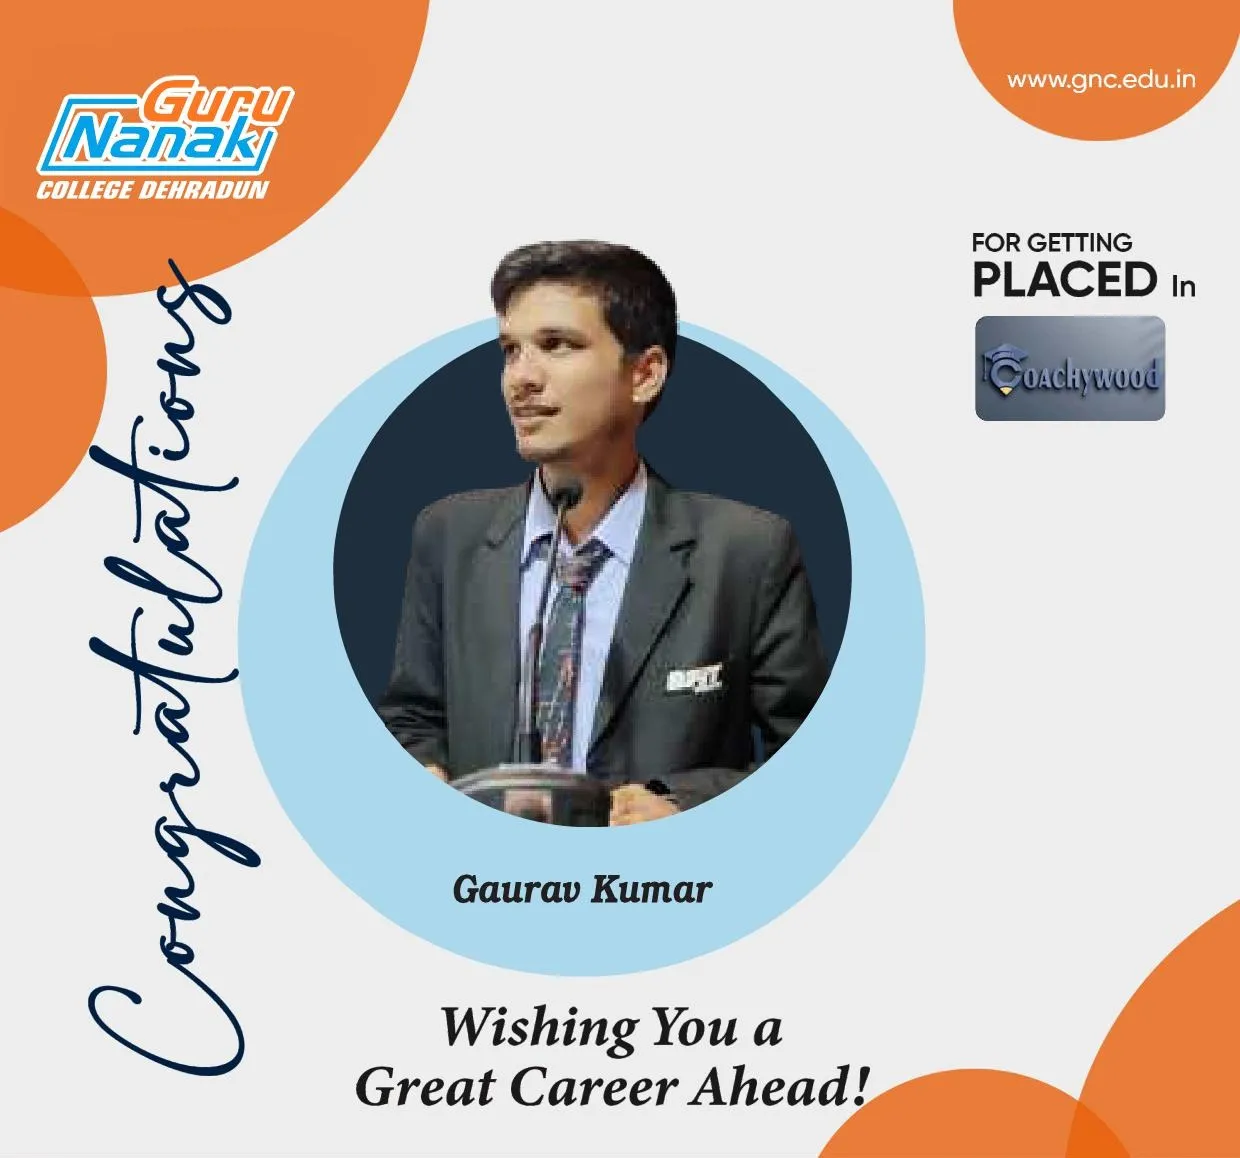 Guru
Nanak
COLLEGE DEHRADUN
www.gnc.edu.in
Congratulations
FOR GETTING
PLACED In
COACHYWOOD
Gaurav Kumar
Wishing You a
Great Career Ahead!